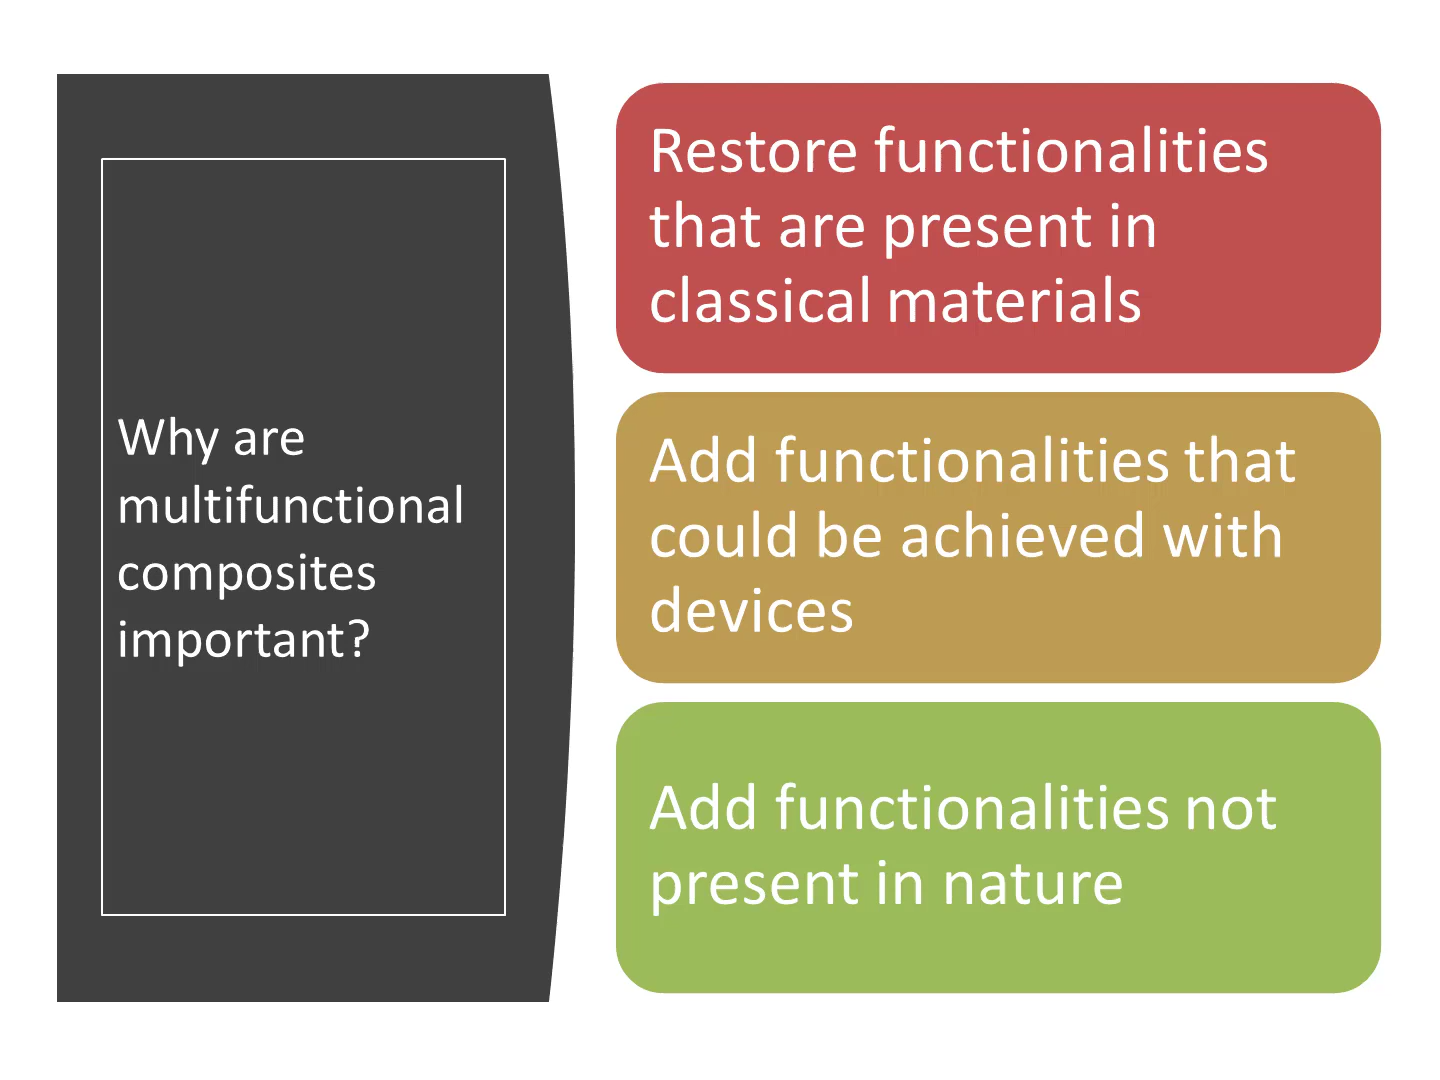 Why are
multifunctional
composites
important?
Restore functionalities
that are present in
classical materials
Add functionalities that
could be achieved with
devices
Add functionalities not
present in nature